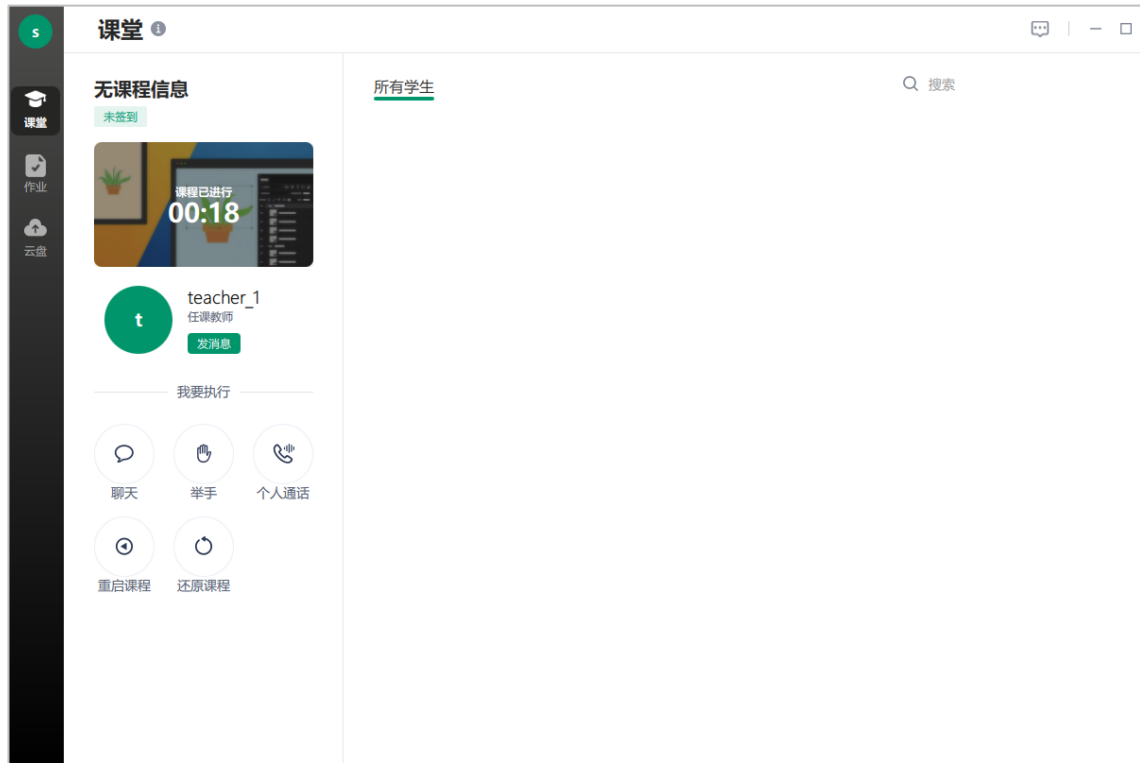 s
课堂
作业
云盘
课堂
无课程信息
未签到
课程已进行
00:18
t
teacher_1
任课教师
发消息
我要执行
聊天
举手
个人通话
重启课程
还原课程
所有学生
搜索